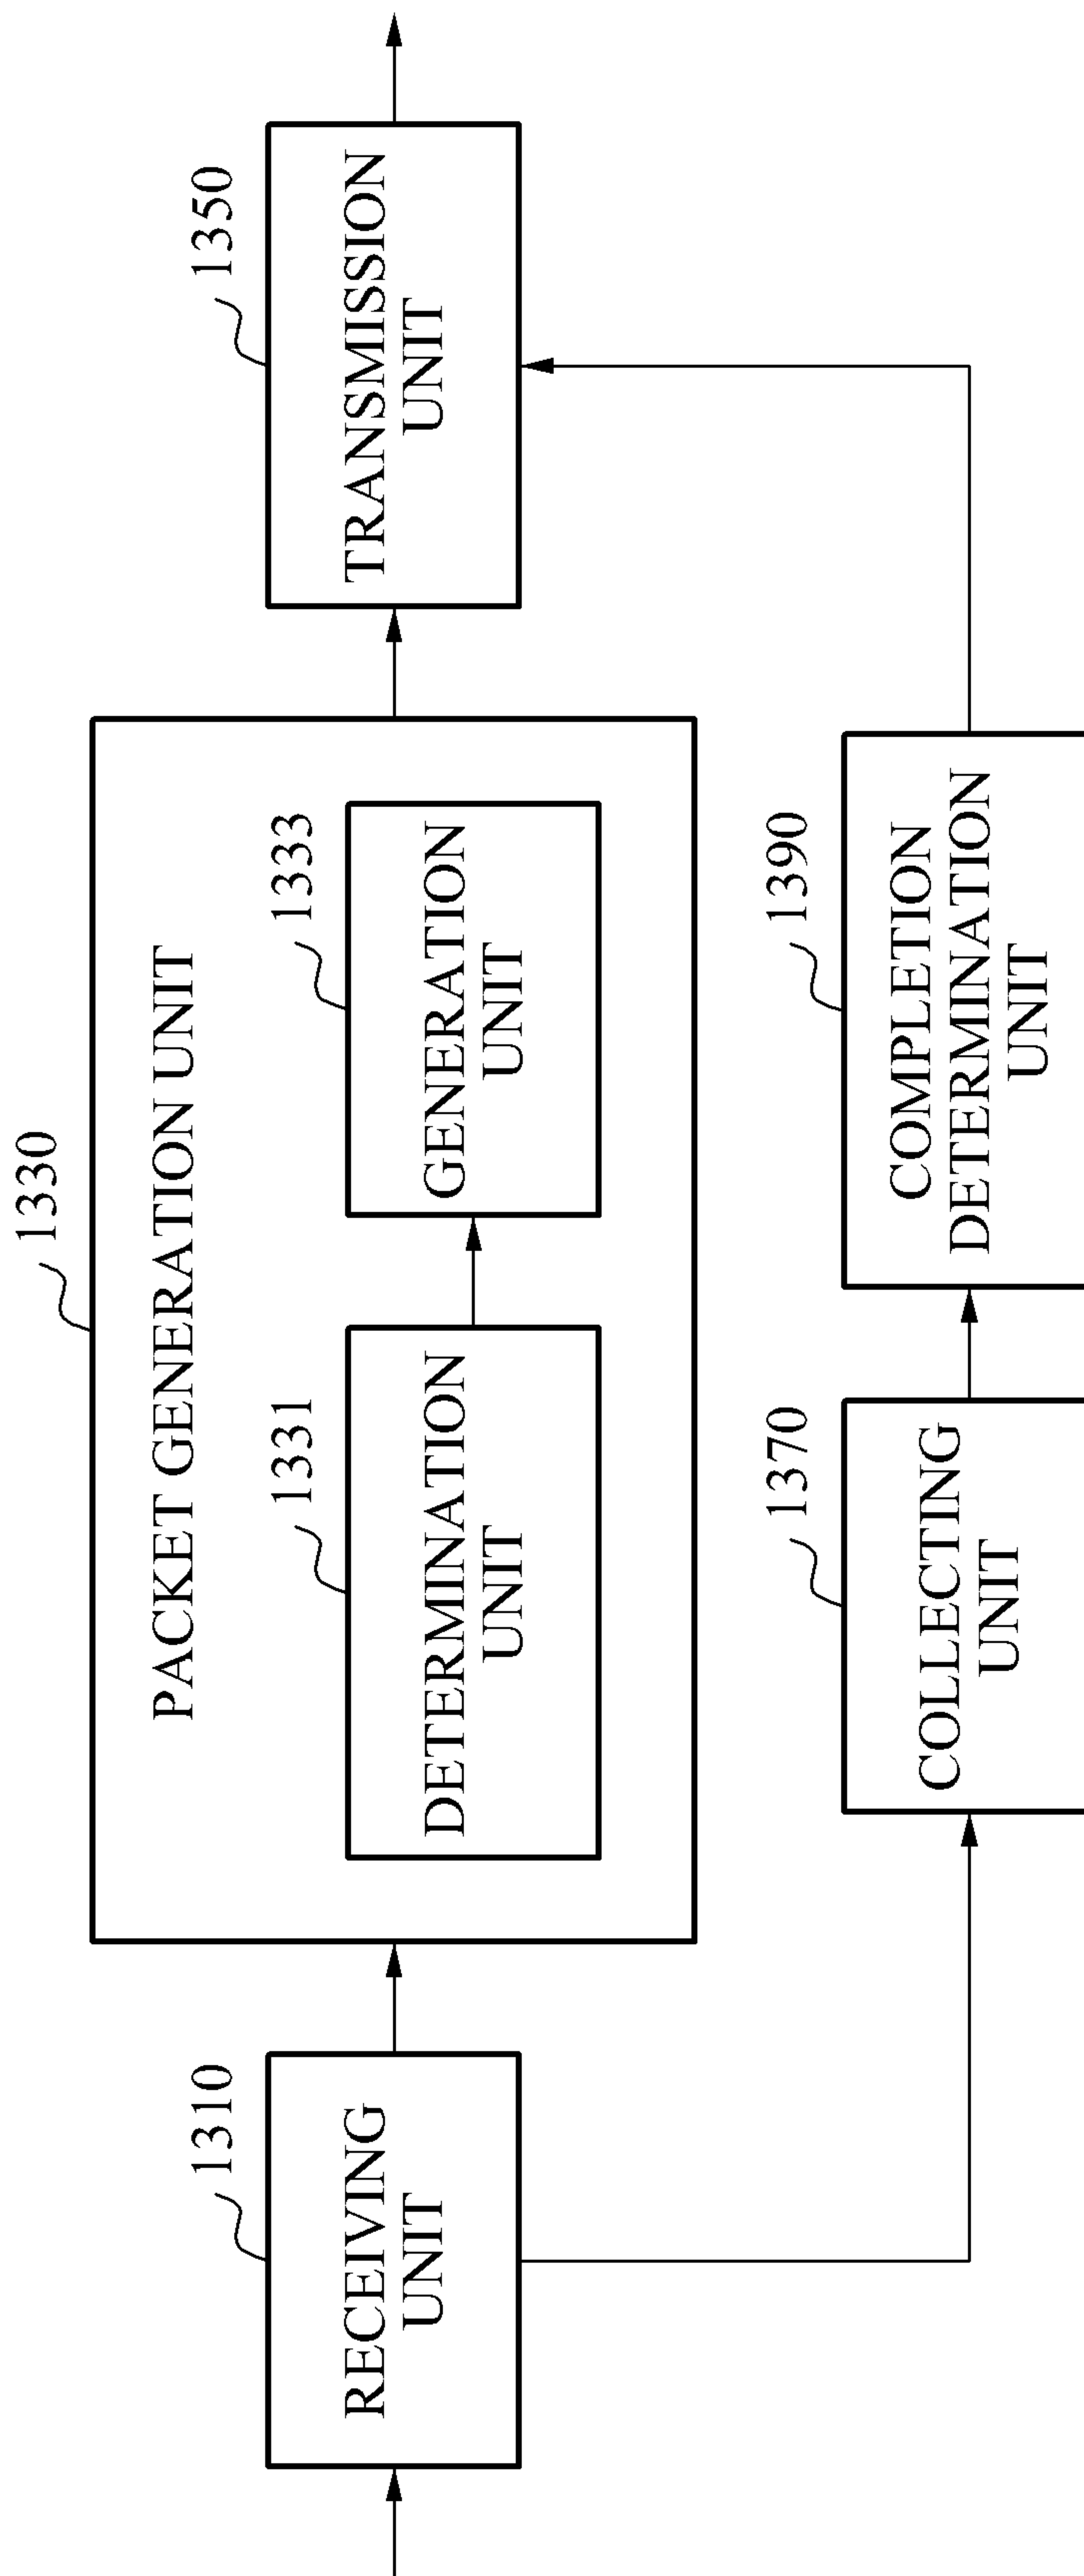 1310
RECEIVING
UNIT
1330
PACKET GENERATION UNIT
1331
DETERMINATION
UNIT
1333
GENERATION
UNIT
1350
TRANSMISSION
UNIT
1370
COLLECTING
UNIT
1390
COMPLETION
DETERMINATION
UNIT